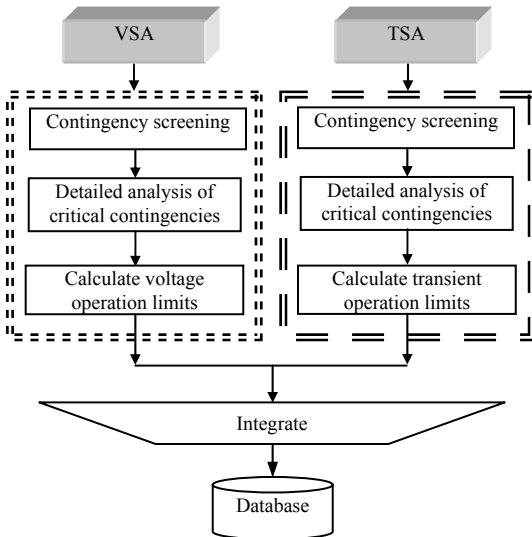 VSA
TSA
Contingency screening
Detailed analysis of
critical contingencies
Calculate voltage
operation limits
Contingency screening
Detailed analysis of
critical contingencies
Calculate transient
operation limits
Integrate
Database